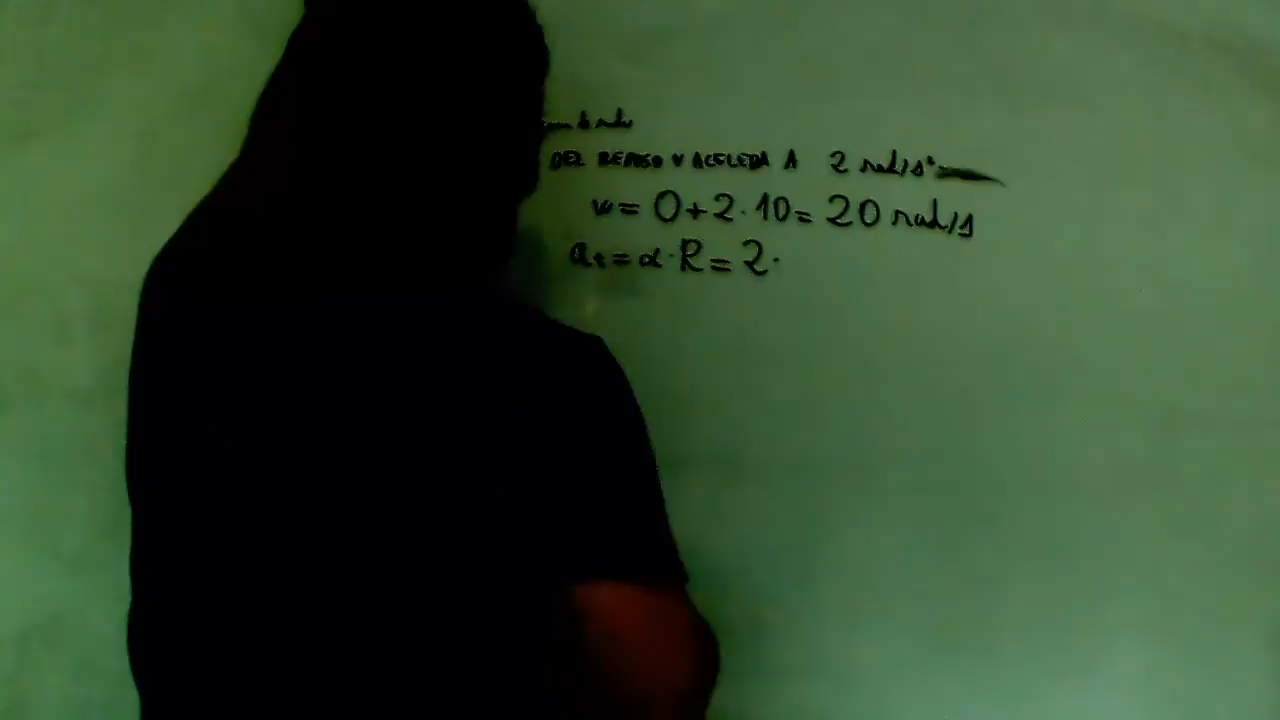 DEL REPOSO Y ACELERA A 2 rad/s²
w = 0 + 2 · 10 = 20 rad/s
at = α · R = 2 ·